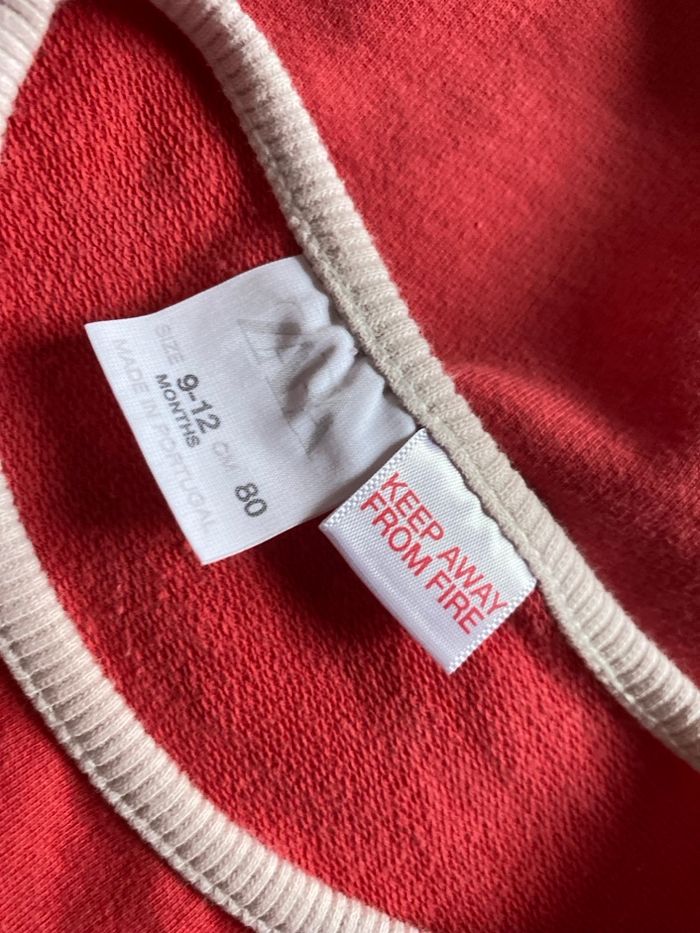 SIZE
9-12
MONTHS
CM
80
MADE IN PORTUGAL
KEEP AWAY
FROM FIRE